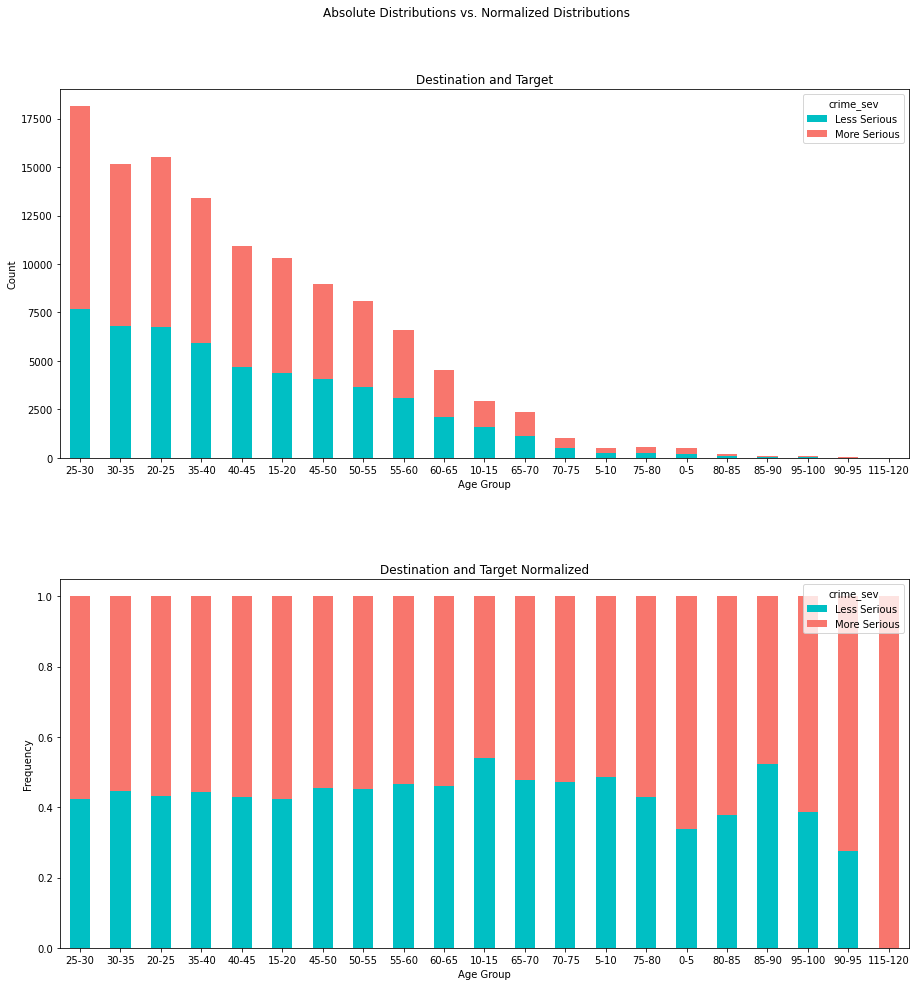 Absolute Distributions vs. Normalized Distributions
Destination and Target
crime_sev
Less Serious
More Serious
17500
15000
12500
10000
7500
5000
2500
0
Count
25-30 30-35 20-25 35-40 40-45 15-20 45-50 50-55 55-60 60-65 10-15 65-70 70-75 5-10 75-80 0-5 80-85 85-90 95-100 90-95 115-120
Age Group
Destination and Target Normalized
crime_sev
Less Serious
More Serious
1.0
0.8
0.6
0.4
0.2
0.0
Frequency
25-30 30-35 20-25 35-40 40-45 15-20 45-50 50-55 55-60 60-65 10-15 65-70 70-75 5-10 75-80 0-5 80-85 85-90 95-100 90-95 115-120
Age Group